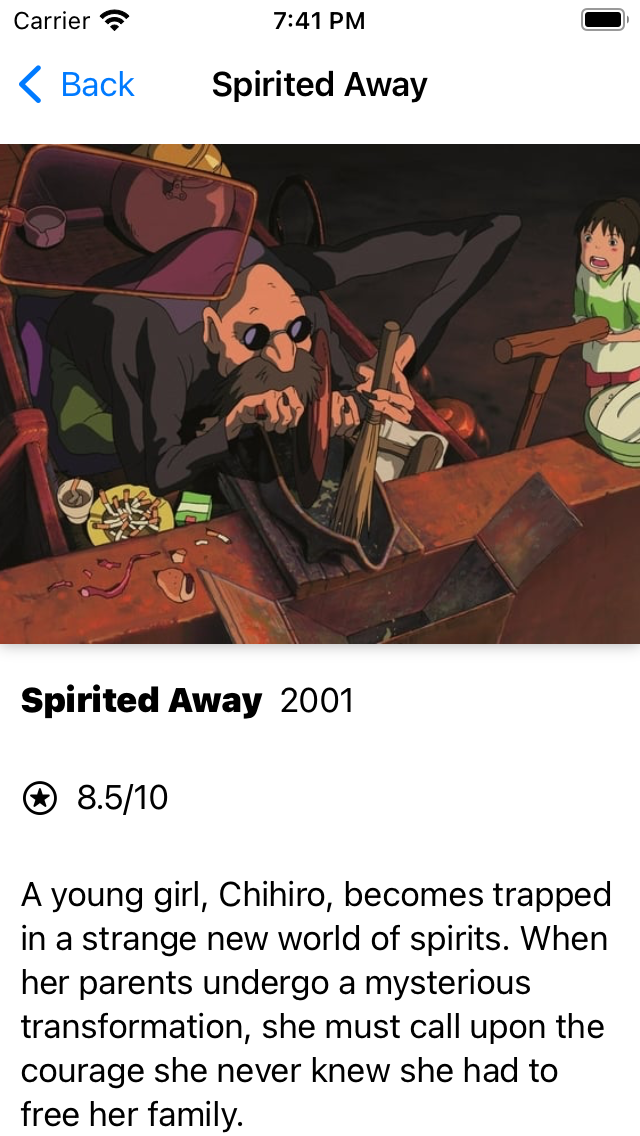 Carrier 7:41 PM
Back Spirited Away
Spirited Away 2001
8.5/10
A young girl, Chihiro, becomes trapped
in a strange new world of spirits. When
her parents undergo a mysterious
transformation, she must call upon the
courage she never knew she had to
free her family.